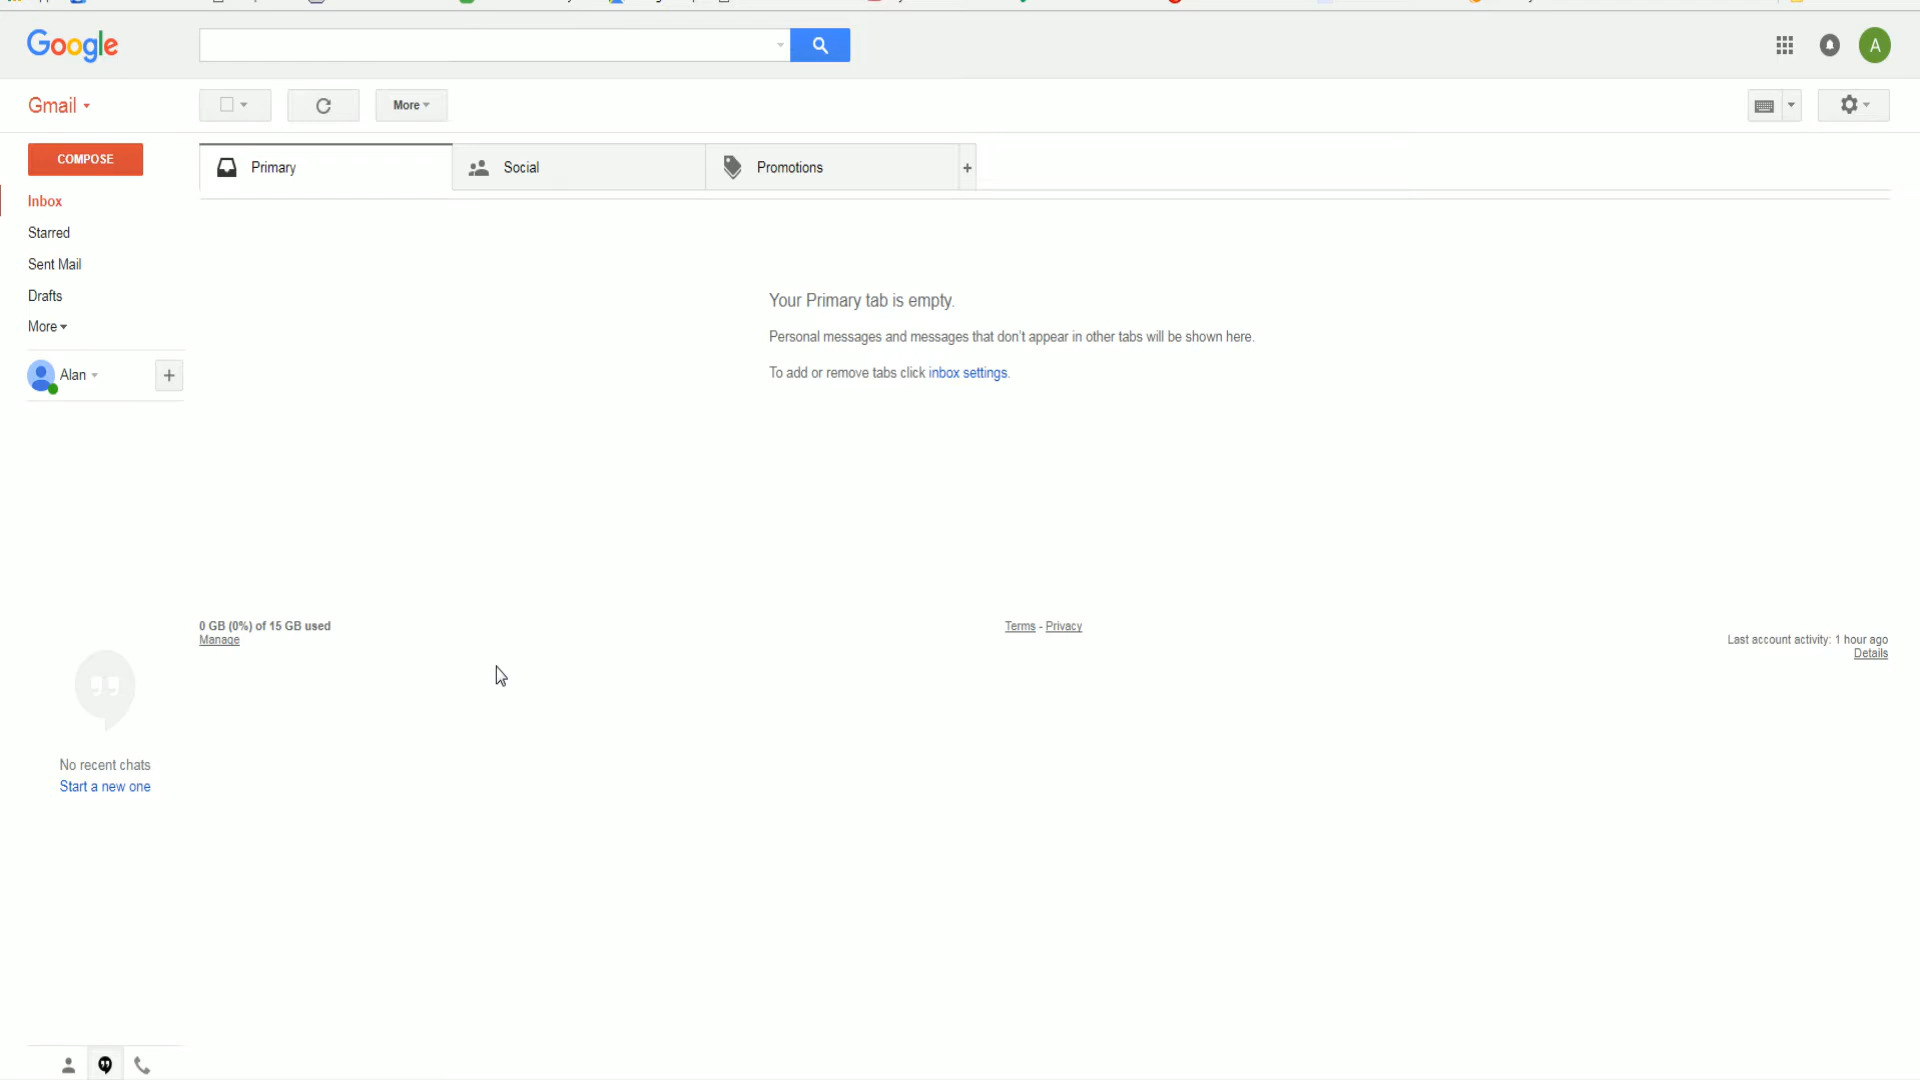 Google
A
Gmail
More
COMPOSE
Primary
Social
Promotions
+
Inbox
Starred
Sent Mail
Drafts
More
Alan
+
Your Primary tab is empty.
Personal messages and messages that don't appear in other tabs will be shown here.
To add or remove tabs click inbox settings.
0 GB (0%) of 15 GB used
Manage
Terms - Privacy
Last account activity: 1 hour ago
Details
No recent chats
Start a new one